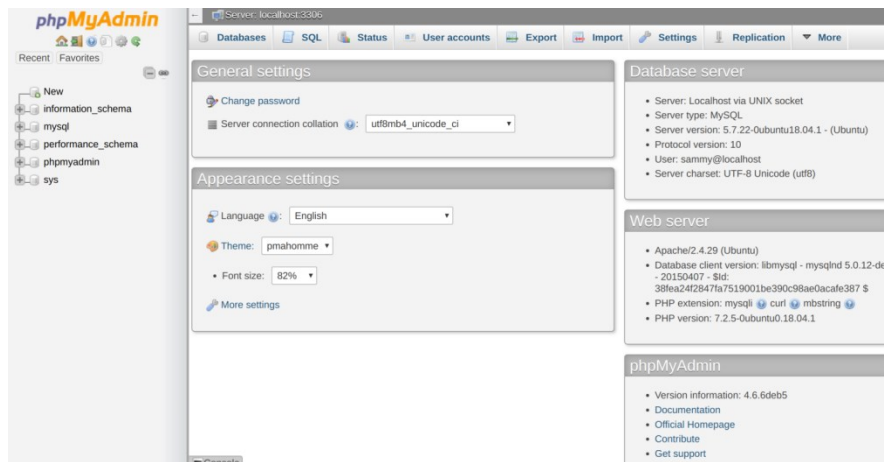 phpMyAdmin
Recent Favorites
New
information_schema
mysql
performance_schema
phpmyadmin
sys
Server: localhost:3306
Databases SQL Status User accounts Export Import Settings Replication More
General settings
Change password
Server connection collation : utf8mb4_unicode_ci
Appearance settings
Language : English
Theme: pmahomme
Font size: 82%
More settings
Database server
Server: Localhost via UNIX socket
Server type: MySQL
Server version: 5.7.22-0ubuntu18.04.1 - (Ubuntu)
Protocol version: 10
User: sammy@localhost
Server charset: UTF-8 Unicode (utf8)
Web server
Apache/2.4.29 (Ubuntu)
Database client version: libmysql - mysqlnd 5.0.12-de
- 20150407 - $Id:
38fea24f2847fa7519001be390c98ae0acafe387 $
PHP extension: mysqli curl mbstring
PHP version: 7.2.5-0ubuntu0.18.04.1
phpMyAdmin
Version information: 4.6.6deb5
Documentation
Official Homepage
Contribute
Get support